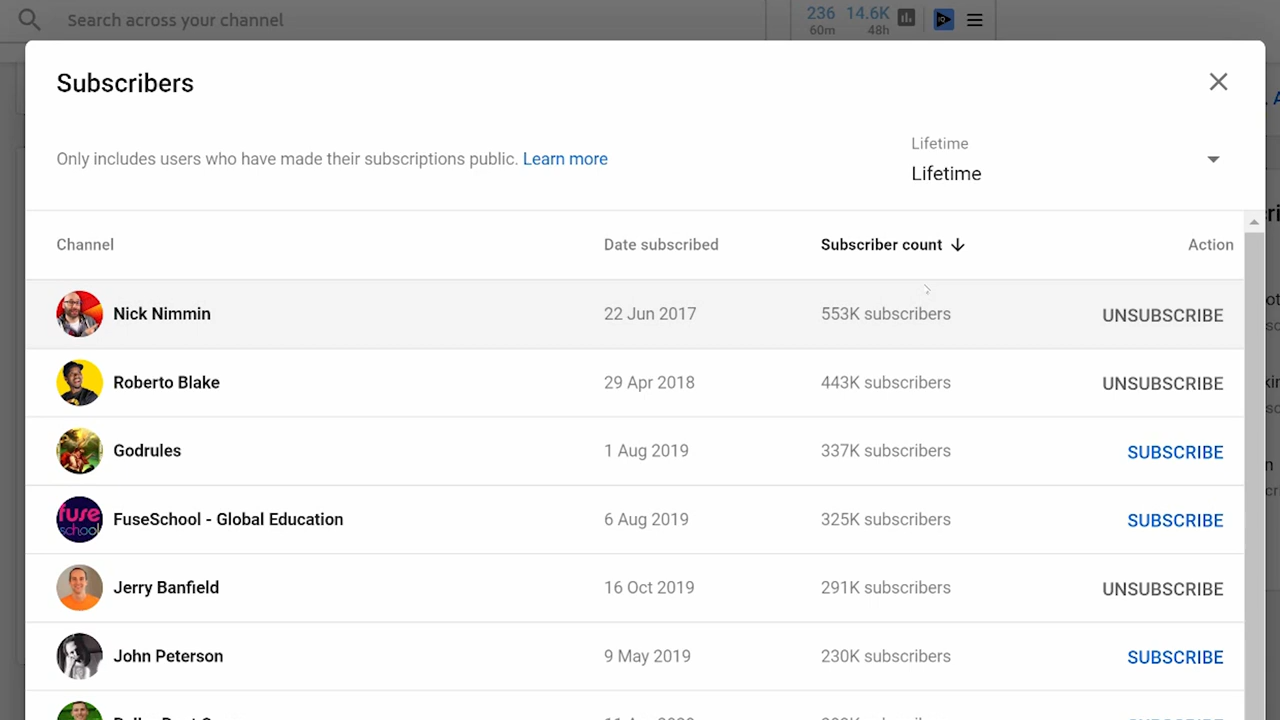 Search across your channel
236 14.6K
60m 48h
Subscribers
Lifetime
Only includes users who have made their subscriptions public. Learn more
Lifetime
Channel Date subscribed Subscriber count Action
Nick Nimmin 22 Jun 2017 553K subscribers UNSUBSCRIBE
Roberto Blake 29 Apr 2018 443K subscribers UNSUBSCRIBE
Godrules 1 Aug 2019 337K subscribers SUBSCRIBE
fuse school FuseSchool - Global Education 6 Aug 2019 325K subscribers SUBSCRIBE
Jerry Banfield 16 Oct 2019 291K subscribers UNSUBSCRIBE
John Peterson 9 May 2019 230K subscribers SUBSCRIBE